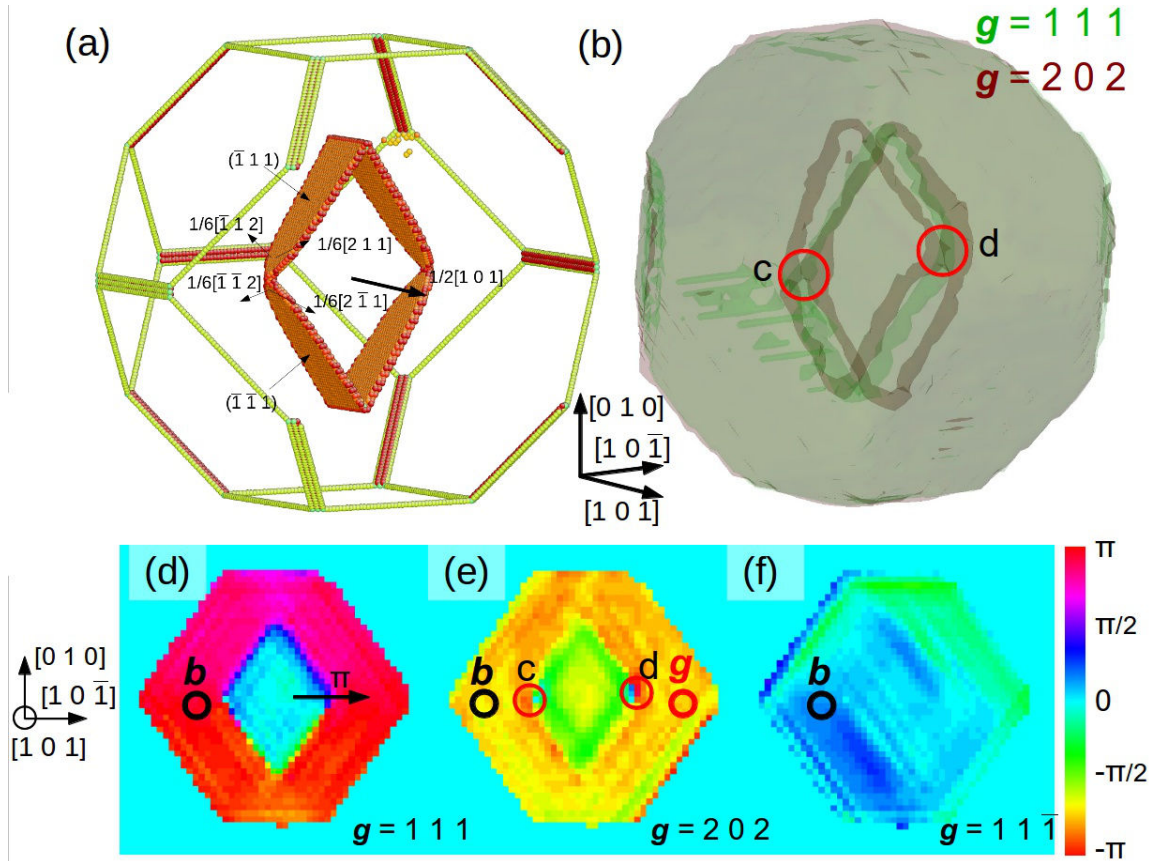 (a)
(b)
g = 1 1 1
g = 2 0 2
(1̅ 1 1)
1/6[1̅ 1 2]
1/6[2 1 1]
1/6[1̅ 1̅ 2]
1/6[2 1̅ 1]
1/2[1 0 1]
(1̅ 1̅ 1)
c
d
[0 1 0]
[1 0 1̅]
[1 0 1]
(d)
(e)
(f)
π
π/2
0
-π/2
-π
[0 1 0]
[1 0 1̅]
[1 0 1]
b
π
b
c
d
g
b
g = 1 1 1
g = 2 0 2
g = 1 1 1̅